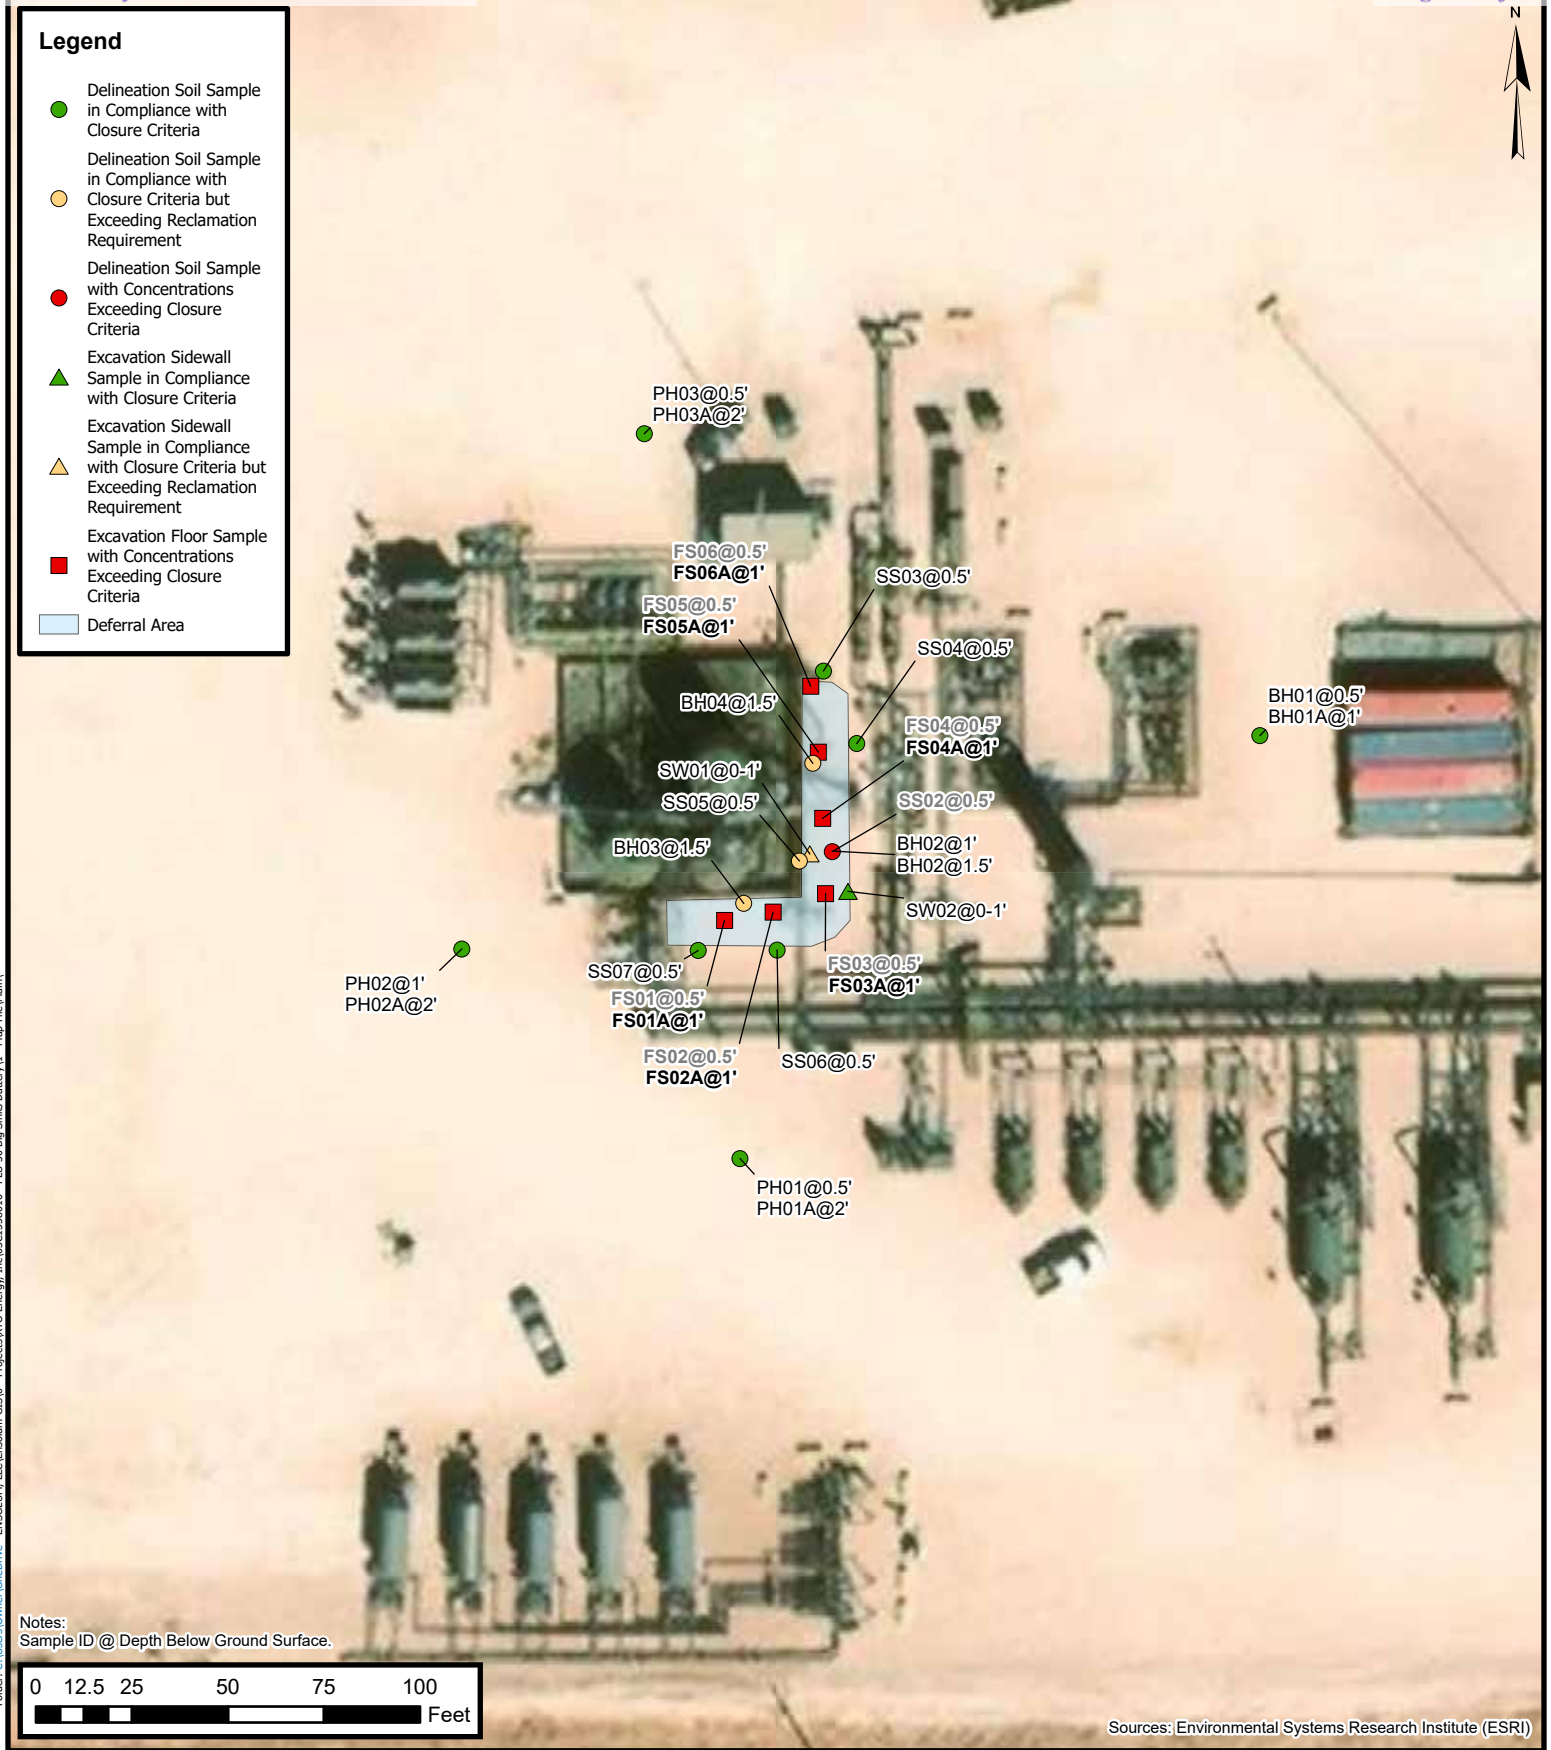 N
Legend
Delineation Soil Sample
in Compliance with
Closure Criteria
Delineation Soil Sample
in Compliance with
Closure Criteria but
Exceeding Reclamation
Requirement
Delineation Soil Sample
with Concentrations
Exceeding Closure
Criteria
Excavation Sidewall
Sample in Compliance
with Closure Criteria
Excavation Sidewall
Sample in Compliance
with Closure Criteria but
Exceeding Reclamation
Requirement
Excavation Floor Sample
with Concentrations
Exceeding Closure
Criteria
Deferral Area
PH03@0.5'
PH03A@2'
FS06@0.5'
FS06A@1'
SS03@0.5'
FS05@0.5'
FS05A@1'
SS04@0.5'
BH04@1.5'
BH01@0.5'
BH01A@1'
FS04@0.5'
FS04A@1'
SW01@0-1'
SS05@0.5'
SS02@0.5'
BH03@1.5'
BH02@1'
BH02@1.5'
SW02@0-1'
PH02@1'
PH02A@2'
SS07@0.5'
FS03@0.5'
FS03A@1'
FS01@0.5'
FS01A@1'
FS02@0.5'
FS02A@1'
SS06@0.5'
PH01@0.5'
PH01A@2'
Notes:
Sample ID @ Depth Below Ground Surface.
0 12.5 25 50 75 100
Feet
Sources: Environmental Systems Research Institute (ESRI)